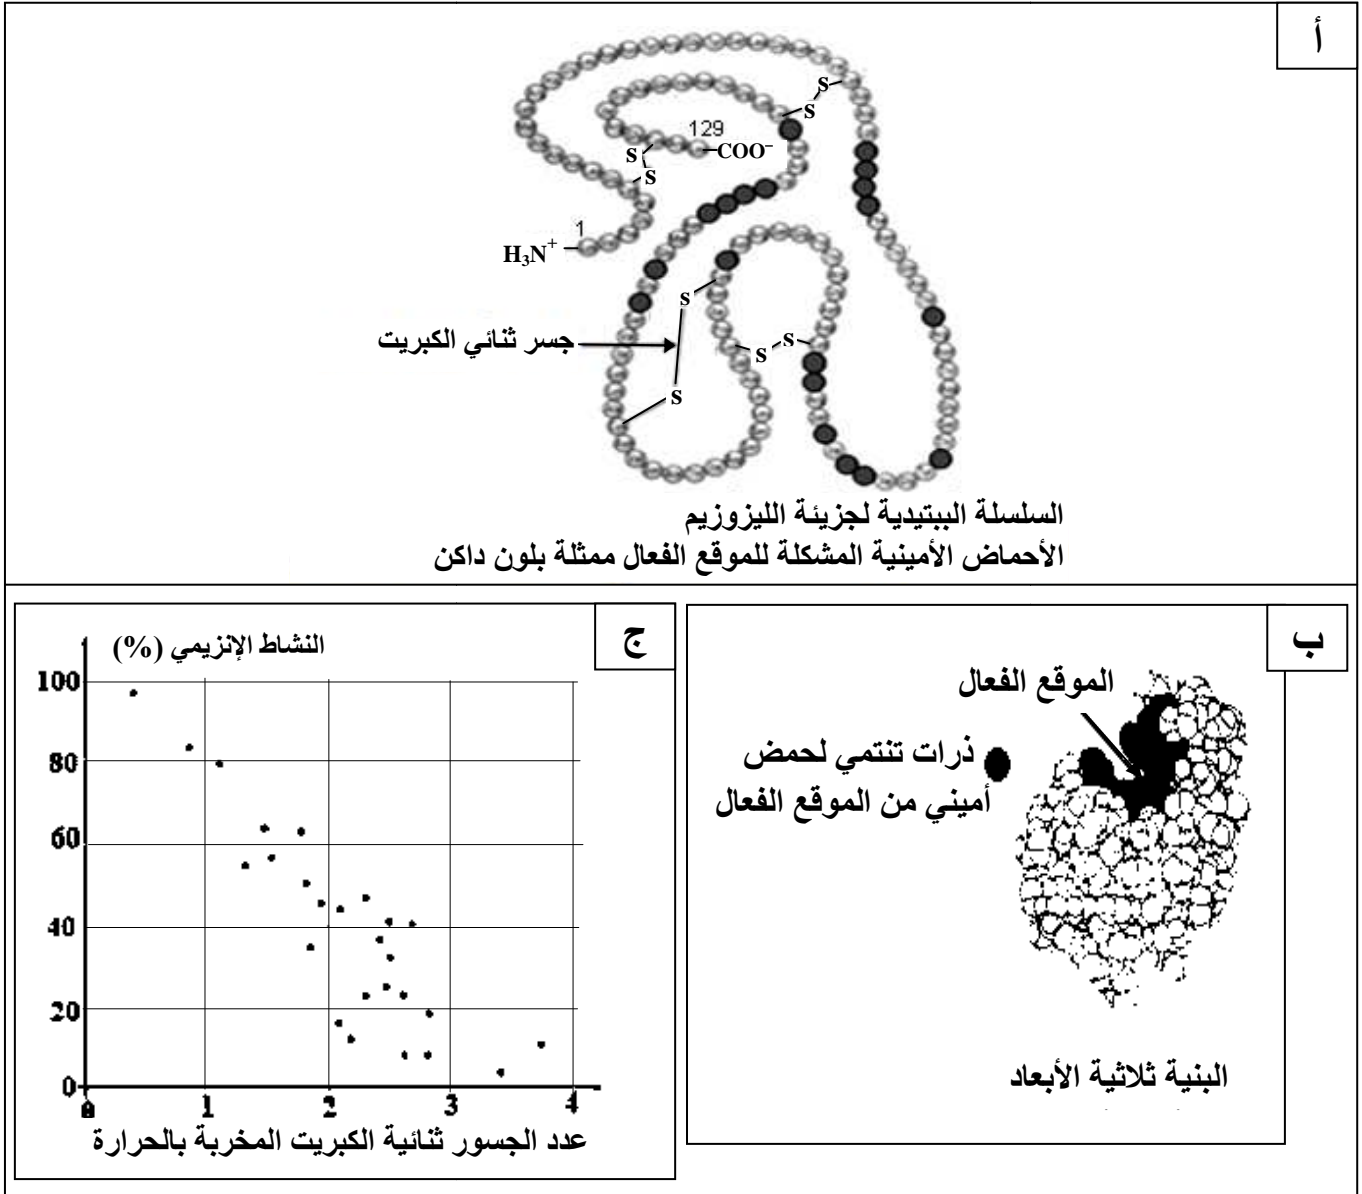 أ
S
S
129
COO⁻
S
S
1
H₃N⁺
S
جسر ثنائي الكبريت
S
S
S
السلسلة الببتيدية لجزيئة الليزوزيم
الأحماض الأمينية المشكلة للموقع الفعال ممثلة بلون داكن
ب
الموقع الفعال
ذرات تنتمي لحمض
أميني من الموقع الفعال
البنية ثلاثية الأبعاد
ج
النشاط الإنزيمي (%)
100
80
60
40
20
0
0 1 2 3 4
عدد الجسور ثنائية الكبريت المخربة بالحرارة